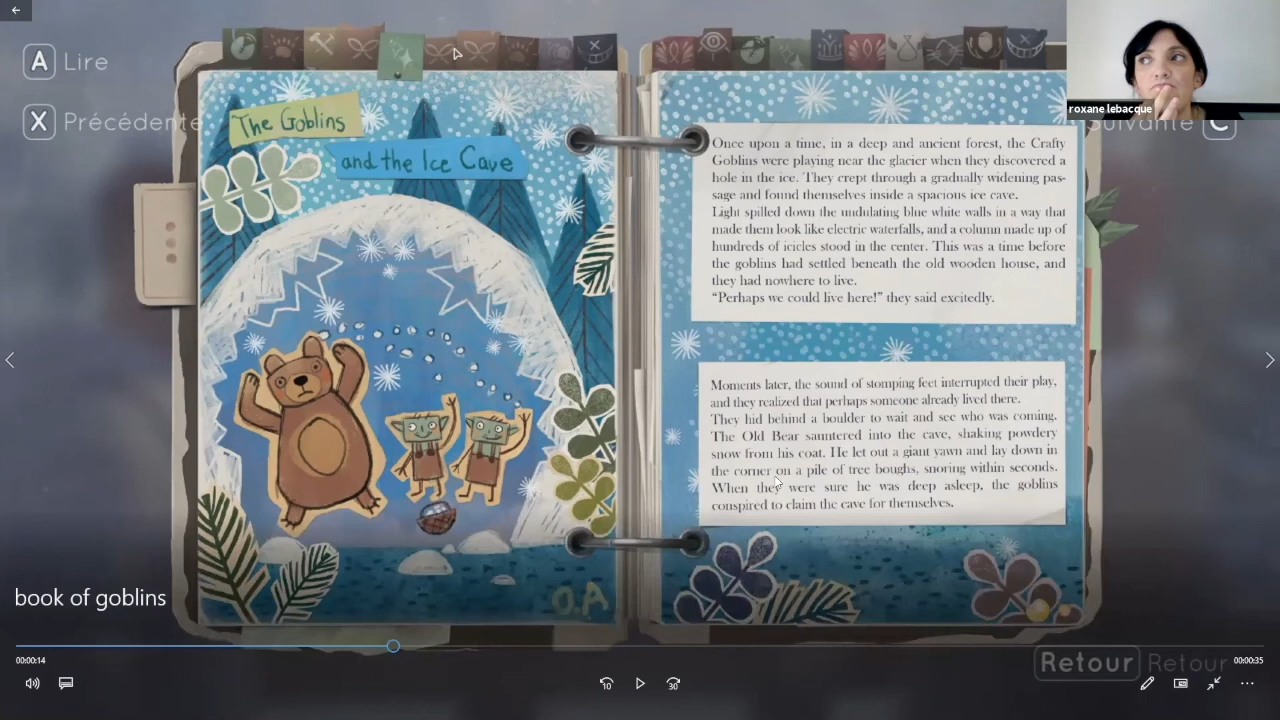 A Lire
X Précédente
roxane lebacque
Suivante C
The Goblins
and the Ice Cave
Once upon a time, in a deep and ancient forest, the Crafty
Goblins were playing near the glacier when they discovered a
hole in the ice. They crept through a gradually widening pas-
sage and found themselves inside a spacious ice cave.
Light spilled down the undulating blue white walls in a way that
made them look like electric waterfalls, and a column made up of
hundreds of icicles stood in the center. This was a time before
the goblins had settled beneath the old wooden house, and
they had nowhere to live.
“Perhaps we could live here!” they said excitedly.
Moments later, the sound of stomping feet interrupted their play,
and they realized that perhaps someone already lived there.
They hid behind a boulder to wait and see who was coming.
The Old Bear sauntered into the cave, shaking powdery
snow from his coat. He let out a giant yawn and lay down in
the corner on a pile of tree boughs, snoring within seconds.
When they were sure he was deep asleep, the goblins
conspired to claim the cave for themselves.
O.A
book of goblins
00:00:14
00:00:35
Retour Retour
10
30